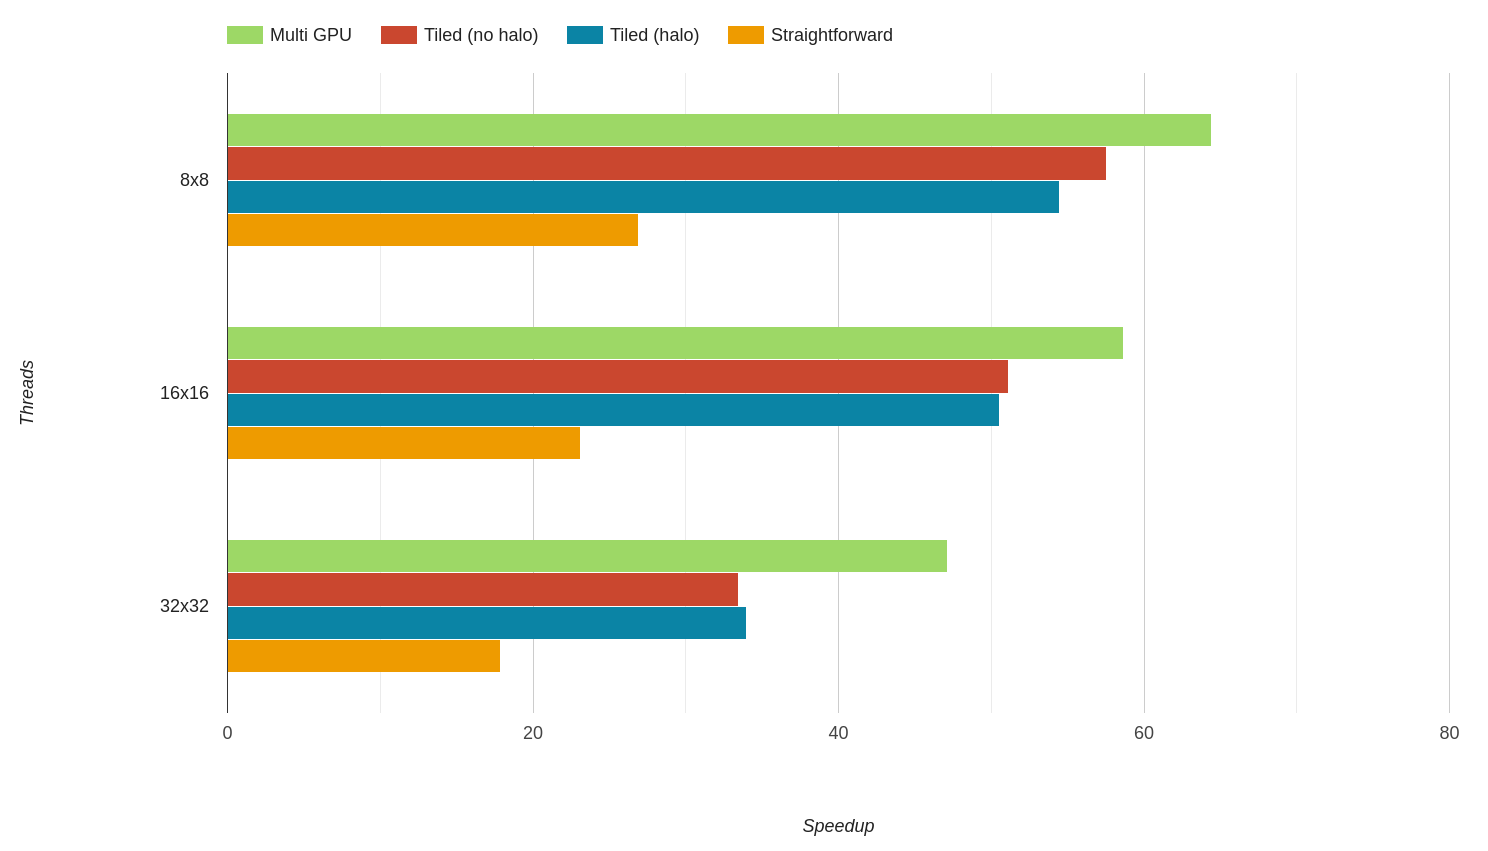 Multi GPU Tiled (no halo) Tiled (halo) Straightforward
8x8
Threads
16x16
32x32
0 20 40 60 80
Speedup